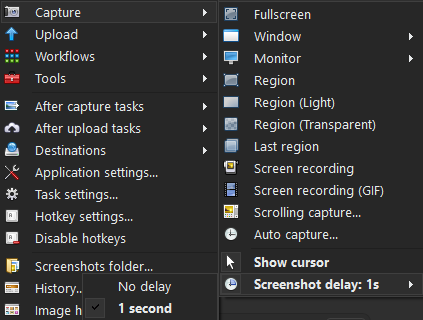 Capture
Upload
Workflows
Tools
After capture tasks
After upload tasks
Destinations
Application settings...
Task settings...
Hotkey settings...
Disable hotkeys
Screenshots folder...
History...
Image h
Fullscreen
Window
Monitor
Region
Region (Light)
Region (Transparent)
Last region
Screen recording
Screen recording (GIF)
Scrolling capture...
Auto capture...
Show cursor
Screenshot delay: 1s
No delay
1 second